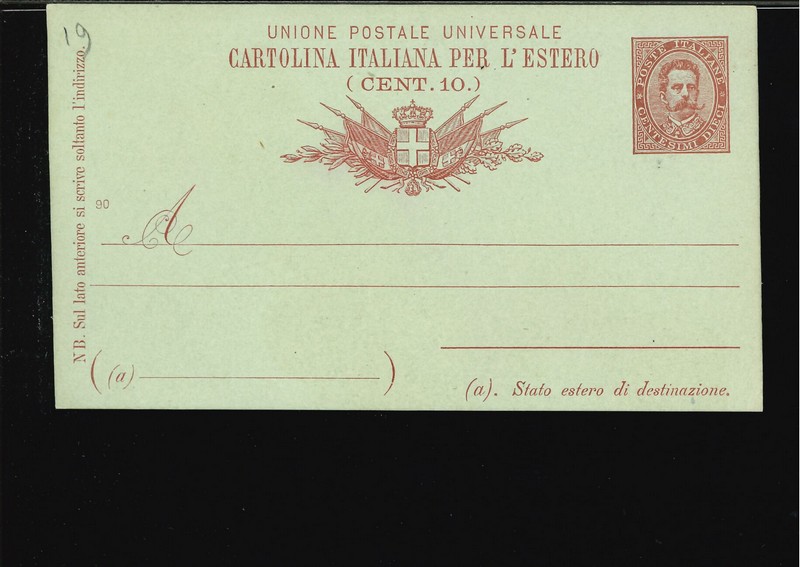 19
UNIONE POSTALE UNIVERSALE
CARTOLINA ITALIANA PER L'ESTERO
(CENT. 10.)
* POSTE ITALIANE *
CENTESIMI DIECI
NB. Sul lato anteriore si scrive soltanto l'indirizzo.
90
A
( (a) )
(a). Stato estero di destinazione.